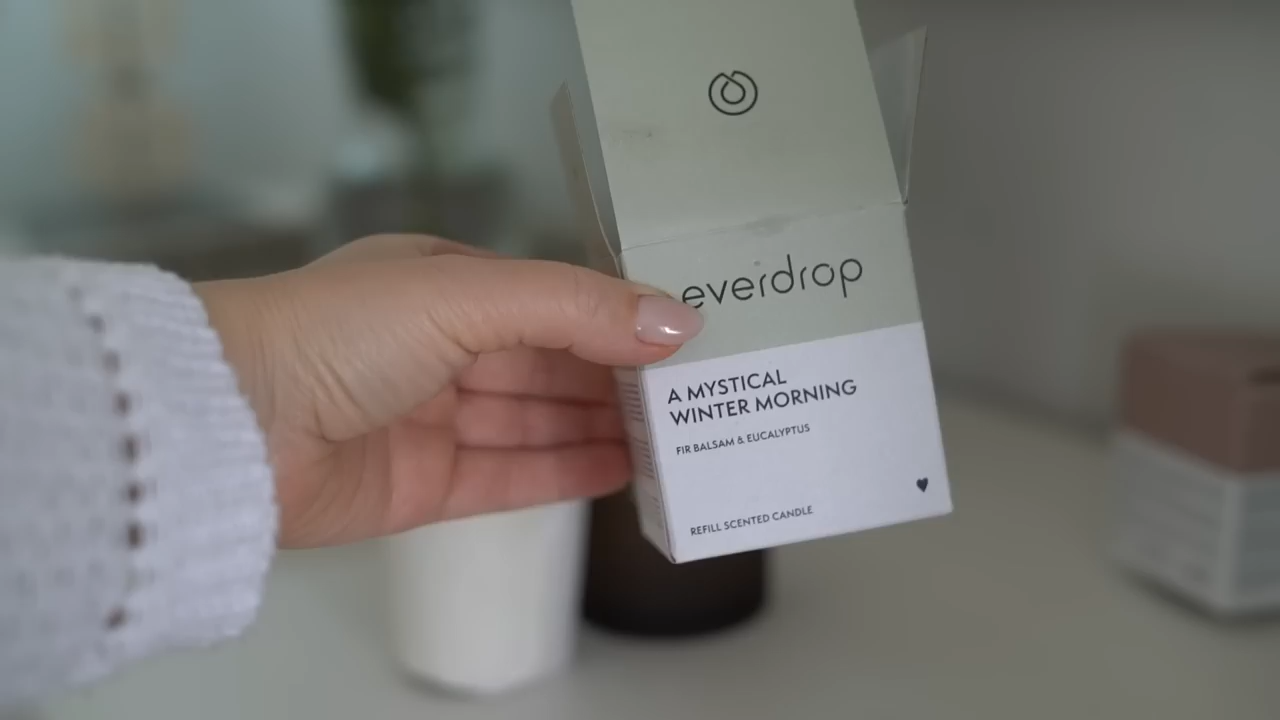 everdrop
A MYSTICAL
WINTER MORNING
FIR BALSAM & EUCALYPTUS
REFILL SCENTED CANDLE